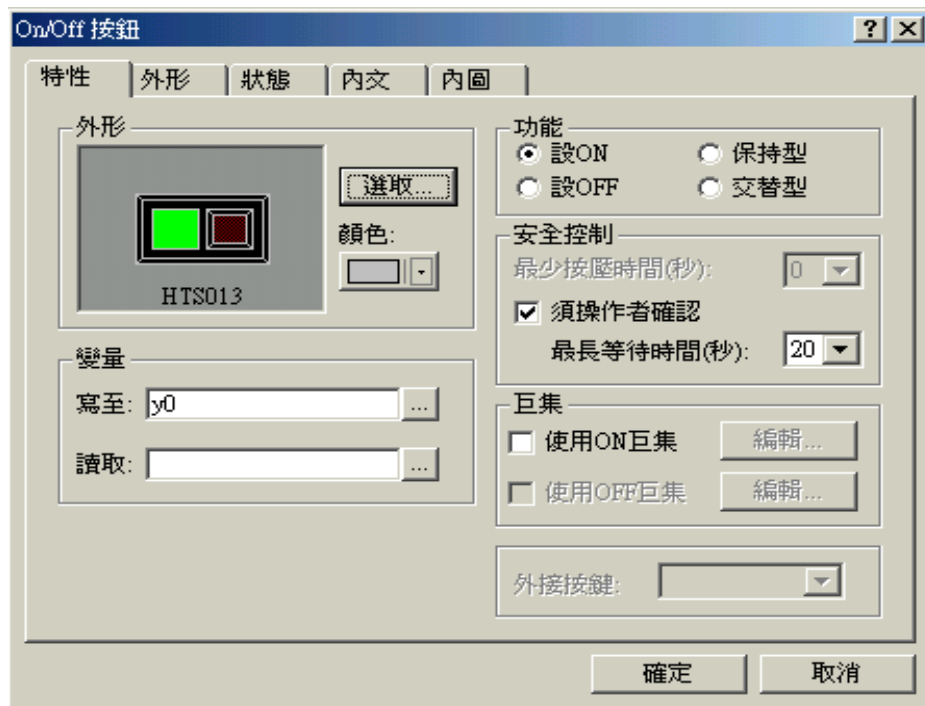 On/Off 按鈕
特性 外形 狀態 內文 內圖
外形
HTS013
選取...
顏色:
變量
寫至: y0 ...
讀取: ...
功能
設ON 保持型
設OFF 交替型
安全控制
最少按壓時間(秒): 0
須操作者確認
最長等待時間(秒): 20
巨集
使用ON巨集 編輯...
使用OFF巨集 編輯...
外接按鍵:
確定 取消